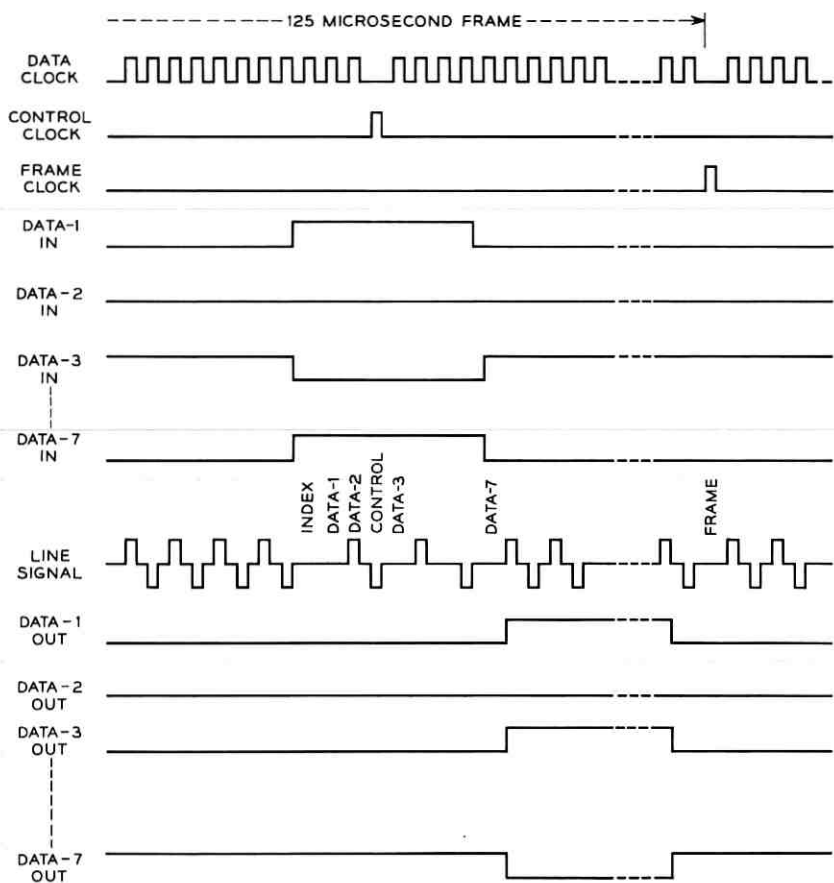 125 MICROSECOND FRAME
DATA
CLOCK
CONTROL
CLOCK
FRAME
CLOCK
DATA-1
IN
DATA-2
IN
DATA-3
IN
DATA-7
IN
INDEX
DATA-1
DATA-2
CONTROL
DATA-3
DATA-7
FRAME
LINE
SIGNAL
DATA-1
OUT
DATA-2
OUT
DATA-3
OUT
DATA-7
OUT